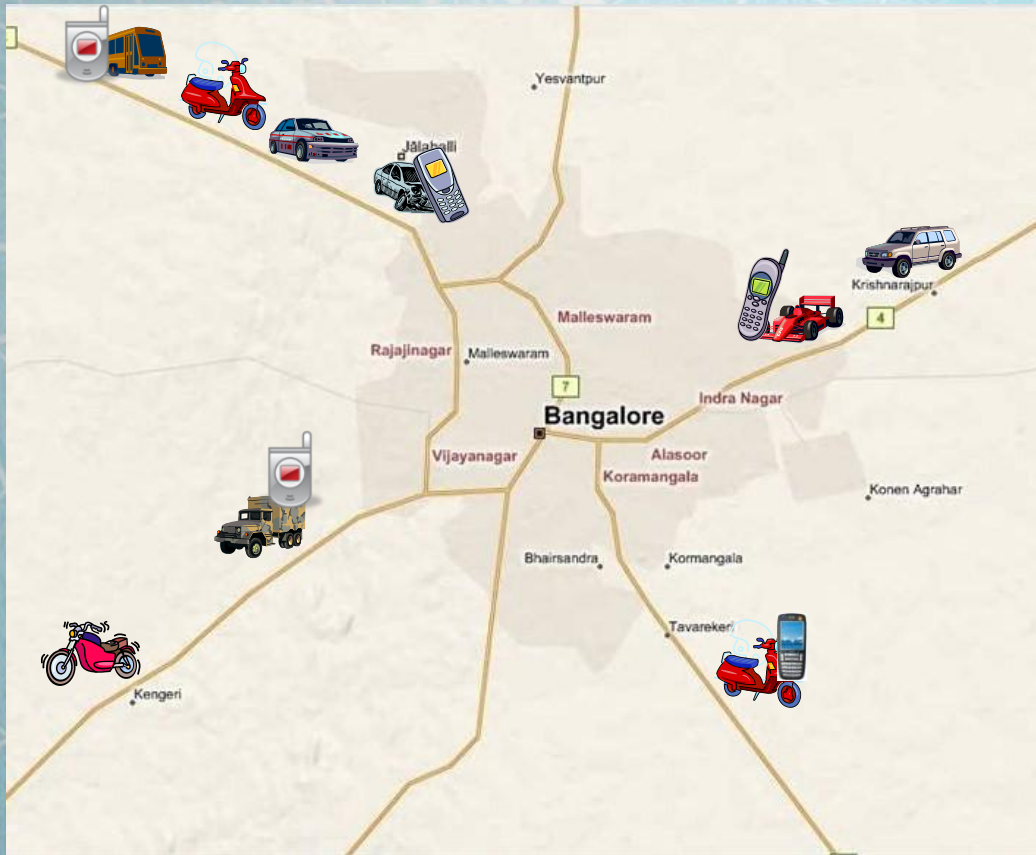 Yesvantpur
Jalahalli
Krishnarajpur
4
Malleswaram
Rajajinagar
Malleswaram
7
Indra Nagar
Bangalore
Vijayanagar
Alasoor
Koramangala
Konen Agrahar
Bhairsandra
Kormangala
Tavarekeri
Kengeri